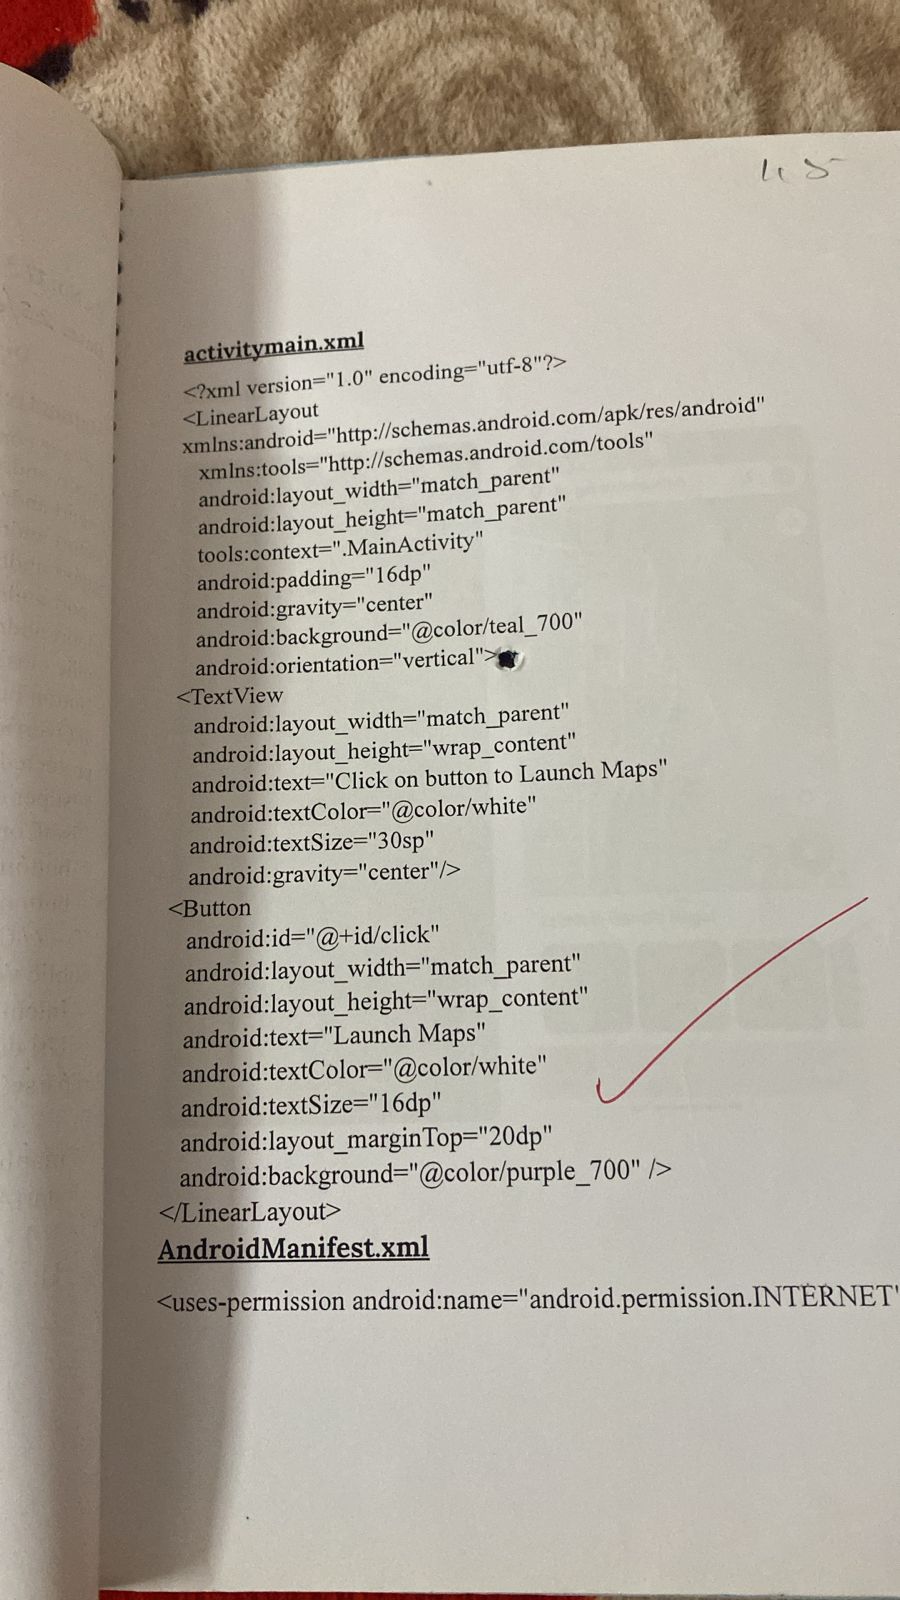 activitymain.xml
<?xml version="1.0" encoding="utf-8"?>
<LinearLayout
xmlns:android="http://schemas.android.com/apk/res/android"
xmlns:tools="http://schemas.android.com/tools"
android:layout_width="match_parent"
android:layout_height="match_parent"
tools:context=".MainActivity"
android:padding="16dp"
android:gravity="center"
android:background="@color/teal_700"
android:orientation="vertical">
<TextView
android:layout_width="match_parent"
android:layout_height="wrap_content"
android:text="Click on button to Launch Maps"
android:textColor="@color/white"
android:textSize="30sp"
android:gravity="center"/>
<Button
android:id="@+id/click"
android:layout_width="match_parent"
android:layout_height="wrap_content"
android:text="Launch Maps"
android:textColor="@color/white"
android:textSize="16dp"
android:layout_marginTop="20dp"
android:background="@color/purple_700" />
</LinearLayout>
AndroidManifest.xml
<uses-permission android:name="android.permission.INTERNET"